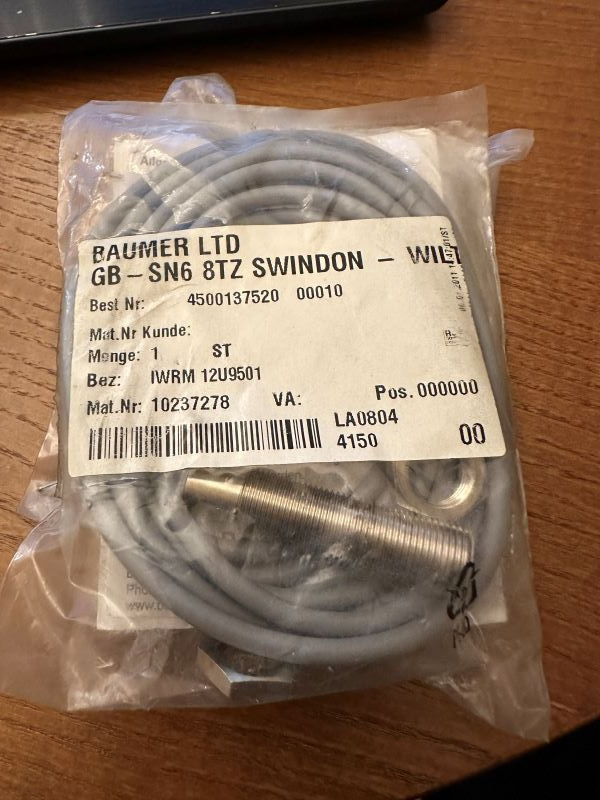 BAUMER LTD
GB - SN6 8TZ SWINDON - WILT
Best Nr: 4500137520 00010
Mat.Nr Kunde:
Menge: 1 ST
Bez: IWRM 12U9501
Mat.Nr: 10237278 VA: Pos. 000000
LA0804
4150 00